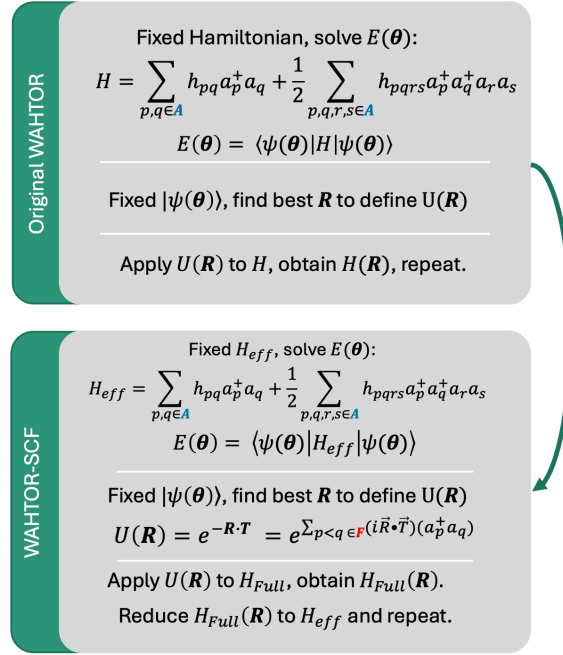 Original WAHTOR
Fixed Hamiltonian, solve E(θ):
H = ∑_{p,q∈A} h_{pq} a_p^+ a_q + 1/2 ∑_{p,q,r,s∈A} h_{pqrs} a_p^+ a_q^+ a_r a_s
E(θ) = ⟨ψ(θ)|H|ψ(θ)⟩
Fixed |ψ(θ)⟩, find best R to define U(R)
Apply U(R) to H, obtain H(R), repeat.
WAHTOR-SCF
Fixed H_{eff}, solve E(θ):
H_{eff} = ∑_{p,q∈A} h_{pq} a_p^+ a_q + 1/2 ∑_{p,q,r,s∈A} h_{pqrs} a_p^+ a_q^+ a_r a_s
E(θ) = ⟨ψ(θ)|H_{eff}|ψ(θ)⟩
Fixed |ψ(θ)⟩, find best R to define U(R)
U(R) = e^{-R·T} = e^{∑_{p<q∈F}(i\vec{R}•\vec{T})(a_p^+ a_q)}
Apply U(R) to H_{Full}, obtain H_{Full}(R).
Reduce H_{Full}(R) to H_{eff} and repeat.